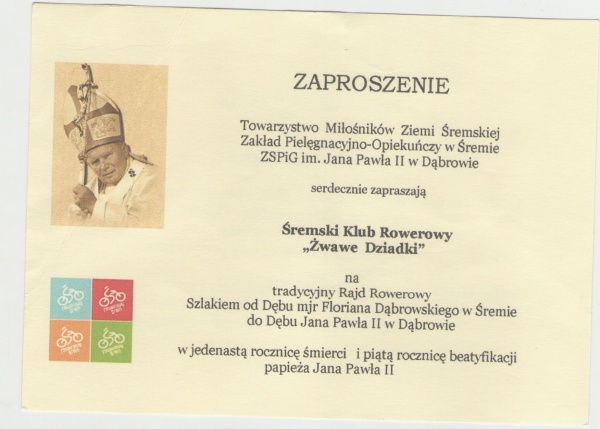 ZAPROSZENIE
Towarzystwo Miłośników Ziemi Śremskiej
Zakład Pielęgnacyjno-Opiekuńczy w Śremie
ZSPiG im. Jana Pawła II w Dąbrowie
serdecznie zapraszają
Śremski Klub Rowerowy
„Żwawe Dziadki”
na
tradycyjny Rajd Rowerowy
Szlakiem od Dębu mjr Floriana Dąbrowskiego w Śremie
do Dębu Jana Pawła II w Dąbrowie
w jedenastą rocznicę śmierci i piątą rocznicę beatyfikacji
papieża Jana Pawła II